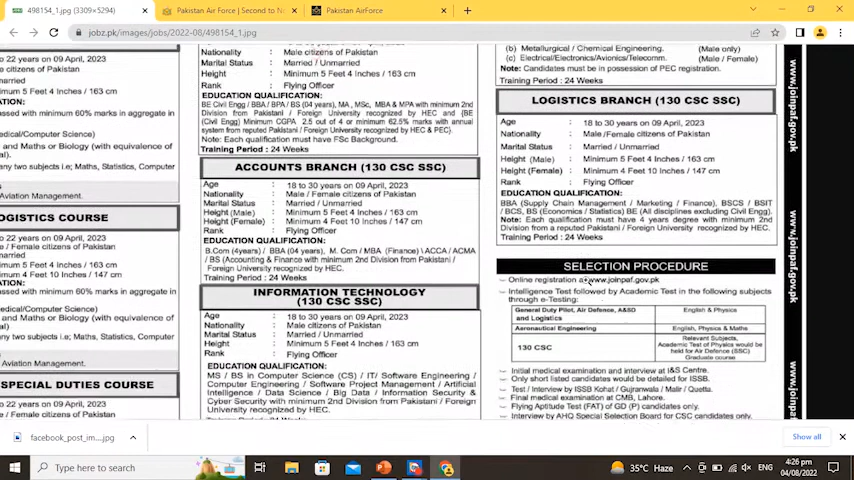 498154_1.jpg (3309×5294)
Pakistan Air Force | Second to N
Pakistan AirForce
jobz.pk/images/jobs/2022-08/498154_1.jpg
to 22 years on 09 April, 2023
e citizens of Pakistan
married
t 4 Inches / 163 cm
ATION:
assed with minimum 60% marks in aggregate
edical/Computer Science)
and Maths or Biology (with equivalency
al).
any two subjects i.e; Maths, Statistics, Computer
s
Aviation Management.
OGISTICS COURSE
o 22 years on 09 April, 2023
e / Female citizens of Pakistan
married
t 4 Inches / 163 cm
t 4 Inches / 147 cm
ION:
ssed with minimum 60% marks in aggregate
edical/Computer Science)
and Maths or Biology (with equivalency
al).
any two subjects i.e; Maths, Statistics, Computer
Aviation Management.
SPECIAL DUTIES COURSE
to 22 years on 09 April, 2023
e / Female citizens of Pakistan
Nationality : Male citizens of Pakistan
Marital Status : Married / Unmarried
Height : Minimum 5 Feet 4 Inches / 163 cm
Rank : Flying Officer
EDUCATION QUALIFICATION:
BE Civil Engg / BBA / BPA / BS (04 years), MA , MSc, MBA & MPA with minimum 2nd
Division from Pakistani / Foreign University recognized by HEC and {BE
(Civil Engg) Minimum CGPA 2.5 out of 4 or minimum 62.5% marks with annual
system from reputed Pakistani / Foreign University recognized by HEC & PEC}.
Note: Each qualification must have FSc Background.
Training Period : 24 Weeks
ACCOUNTS BRANCH (130 CSC SSC)
Age : 18 to 30 years on 09 April, 2023
Nationality : Male / Female citizens of Pakistan
Marital Status : Married / Unmarried
Height (Male) : Minimum 5 Feet 4 Inches / 163 cm
Height (Female) : Minimum 4 Feet 10 Inches / 147 cm
Rank : Flying Officer
EDUCATION QUALIFICATION:
B.Com (4years) / BBA (04 years), M. Com / MBA (Finance) \ ACCA / ACMA
/ BS (Accounting & Finance with minimum 2nd Division from Pakistani /
Foreign University recognized by HEC.
Training Period : 24 Weeks
INFORMATION TECHNOLOGY
(130 CSC SSC)
Age : 18 to 30 years on 09 April, 2023
Nationality : Male citizens of Pakistan
Marital Status : Married / Unmarried
Height : Minimum 5 Feet 4 Inches / 163 cm
Rank : Flying Officer
EDUCATION QUALIFICATION:
MS / BS in Computer Science (CS) / IT/ Software Engineering /
Computer Engineering / Software Project Management / Artificial
Intelligence / Data Science / Big Data / Information Security &
Cyber Security with minimum 2nd Division from Pakistani / Foreign
University recognized by HEC.
(b) Metallurgical / Chemical Engineering. (Male only)
(c) Electrical/Electronics/Avionics/Telecomm. (Male / Female)
Note: Candidates must be in possession of PEC registration.
Training Period : 24 Weeks
LOGISTICS BRANCH (130 CSC SSC)
Age : 18 to 30 years on 09 April, 2023
Nationality : Male /Female citizens of Pakistan
Marital Status : Married / Unmarried
Height (Male) : Minimum 5 Feet 4 Inches / 163 cm
Height (Female) : Minimum 4 Feet 10 Inches / 147 cm
Rank : Flying Officer
EDUCATION QUALIFICATION:
BBA (Supply Chain Management / Marketing / Finance), BSCS / BSIT
/ BCS, BS (Economics / Statistics) BE (All disciplines excluding Civil Engg).
Note: Each qualification must have 4 years degree with minimum 2nd
Division from a reputed Pakistani / Foreign University recognized by HEC.
Training Period : 24 Weeks
SELECTION PROCEDURE
Online registration at www.joinpaf.gov.pk
Intelligence Test followed by Academic Test in the following subjects
through e-Testing:
General Duty Pilot, Air Defence, A&SD
and Logistics
English & Physics
Aeronautical Engineering
English, Physics & Maths
130 CSC
Relevant Subjects,
Academic Test of Physics would be
held for Air Defence (SSC)
Graduate course
Initial medical examination and interview at I&S Centre.
Only short listed candidates would be detailed for ISSB.
Test / Interview by ISSB Kohat / Gujranwala / Malir / Quetta.
Final medical examination at CMB, Lahore.
Flying Aptitude Test (FAT) of GD (P) candidates only.
Interview by AHQ Special Selection Board for CSC candidates only.
www.joinpaf.gov.pk
www.joinpaf.gov.pk
www.joinpaf.gov.pk
facebook_post_im....jpg
Show all
Type here to search
35°C Haze
ENG
4:26 pm
04/08/2022